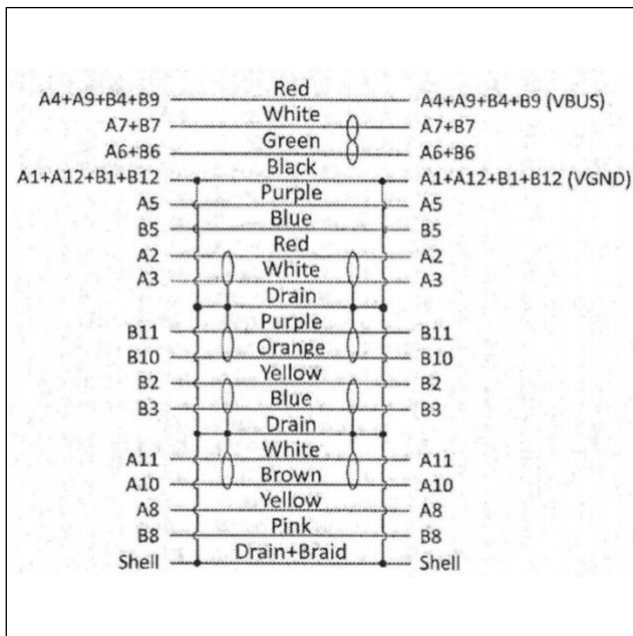 Red
A4+A9+B4+B9 A4+A9+B4+B9 (VBUS)
White
A7+B7 A7+B7
Green
A6+B6 A6+B6
Black
A1+A12+B1+B12 A1+A12+B1+B12 (VGND)
Purple
A5 A5
Blue
B5 B5
Red
A2 A2
White
A3 A3
Drain
Purple
B11 B11
Orange
B10 B10
Yellow
B2 B2
Blue
B3 B3
Drain
White
A11 A11
Brown
A10 A10
Yellow
A8 A8
Pink
B8 B8
Drain+Braid
Shell Shell